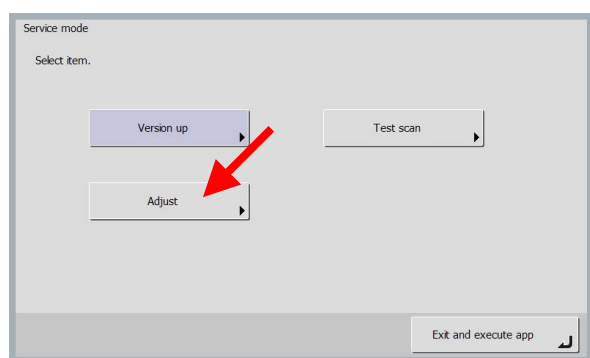 Service mode
Select item.
Version up
Test scan
Adjust
Exit and execute app